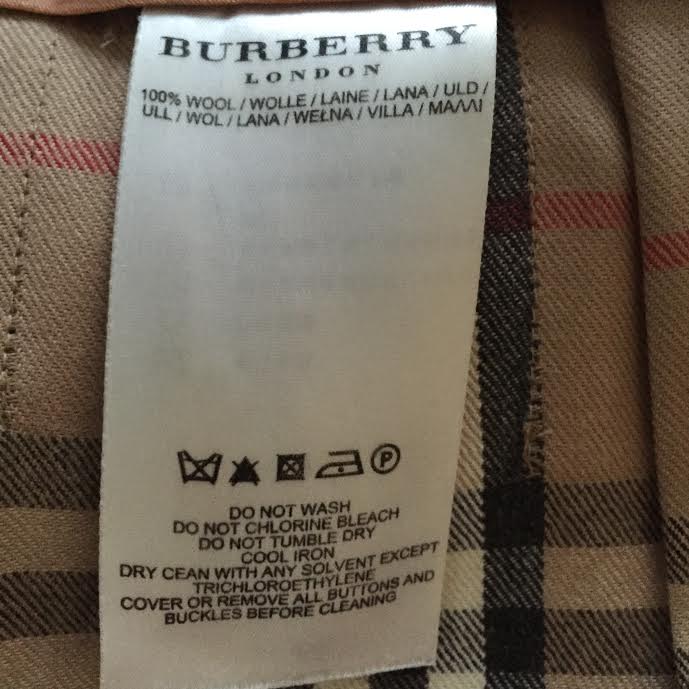 BURBERRY
LONDON
100% WOOL / WOLLE / LAINE / LANA / ULD /
ULL / WOL / LANA / WEŁNA / VILLA / ΜΑΛΛΙ
P
DO NOT WASH
DO NOT CHLORINE BLEACH
DO NOT TUMBLE DRY
COOL IRON
DRY CEAN WITH ANY SOLVENT EXCEPT
TRICHLOROETHYLENE
COVER OR REMOVE ALL BUTTONS AND
BUCKLES BEFORE CLEANING